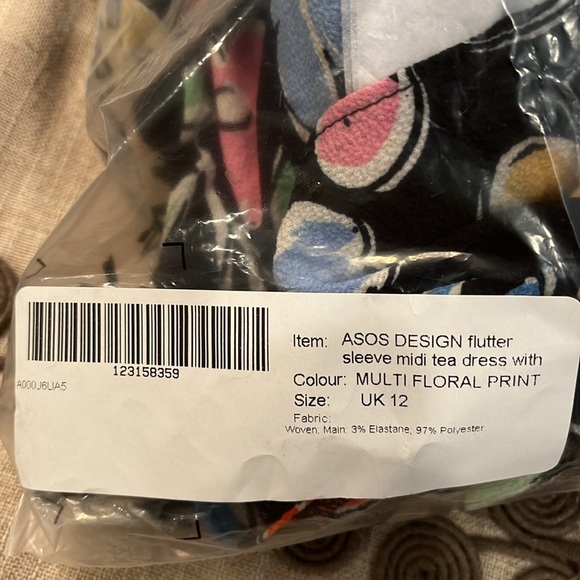 123158359
A000J6LIA5
Item: ASOS DESIGN flutter
sleeve midi tea dress with
Colour: MULTI FLORAL PRINT
Size: UK 12
Fabric:
Woven. Main: 3% Elastane, 97% Polyester.